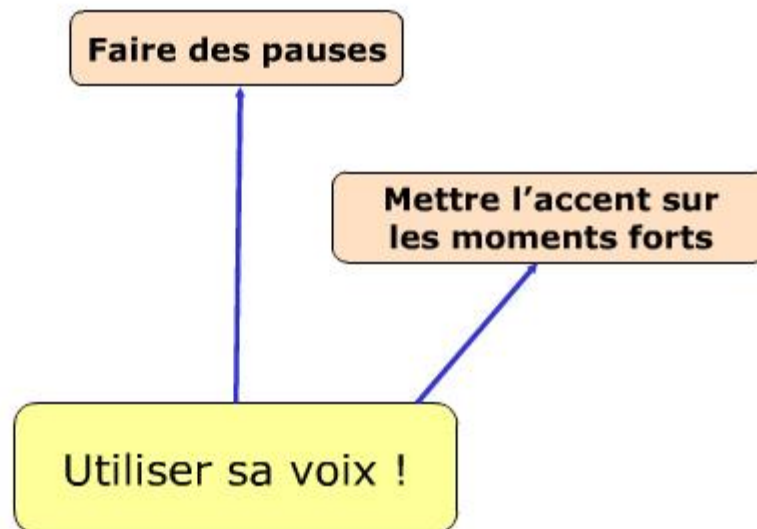 Faire des pauses
Mettre l’accent sur
les moments forts
Utiliser sa voix !